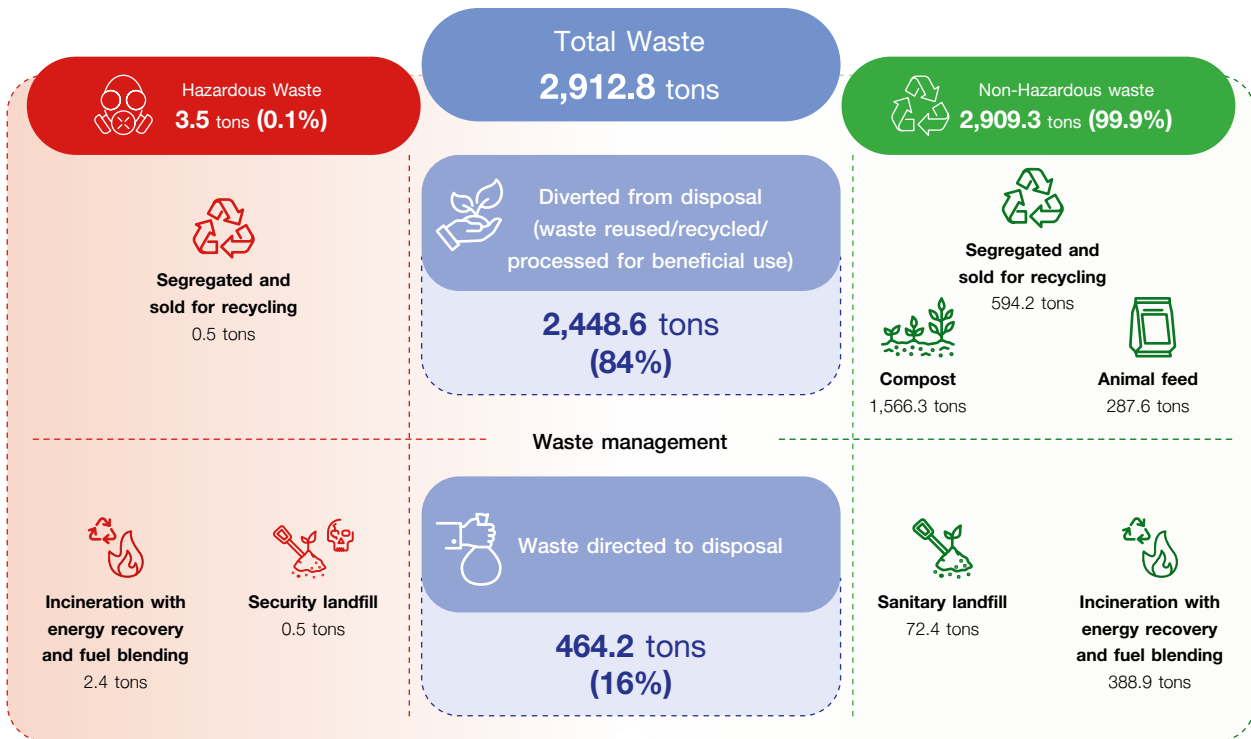 Total Waste
2,912.8 tons
Hazardous Waste
3.5 tons (0.1%)
Non-Hazardous waste
2,909.3 tons (99.9%)
Segregated and
sold for recycling
0.5 tons
Diverted from disposal
(waste reused/recycled/
processed for beneficial use)
2,448.6 tons
(84%)
Segregated and
sold for recycling
594.2 tons
Compost
1,566.3 tons
Animal feed
287.6 tons
Waste management
Incineration with
energy recovery
and fuel blending
2.4 tons
Security landfill
0.5 tons
Waste directed to disposal
464.2 tons
(16%)
Sanitary landfill
72.4 tons
Incineration with
energy recovery
and fuel blending
388.9 tons